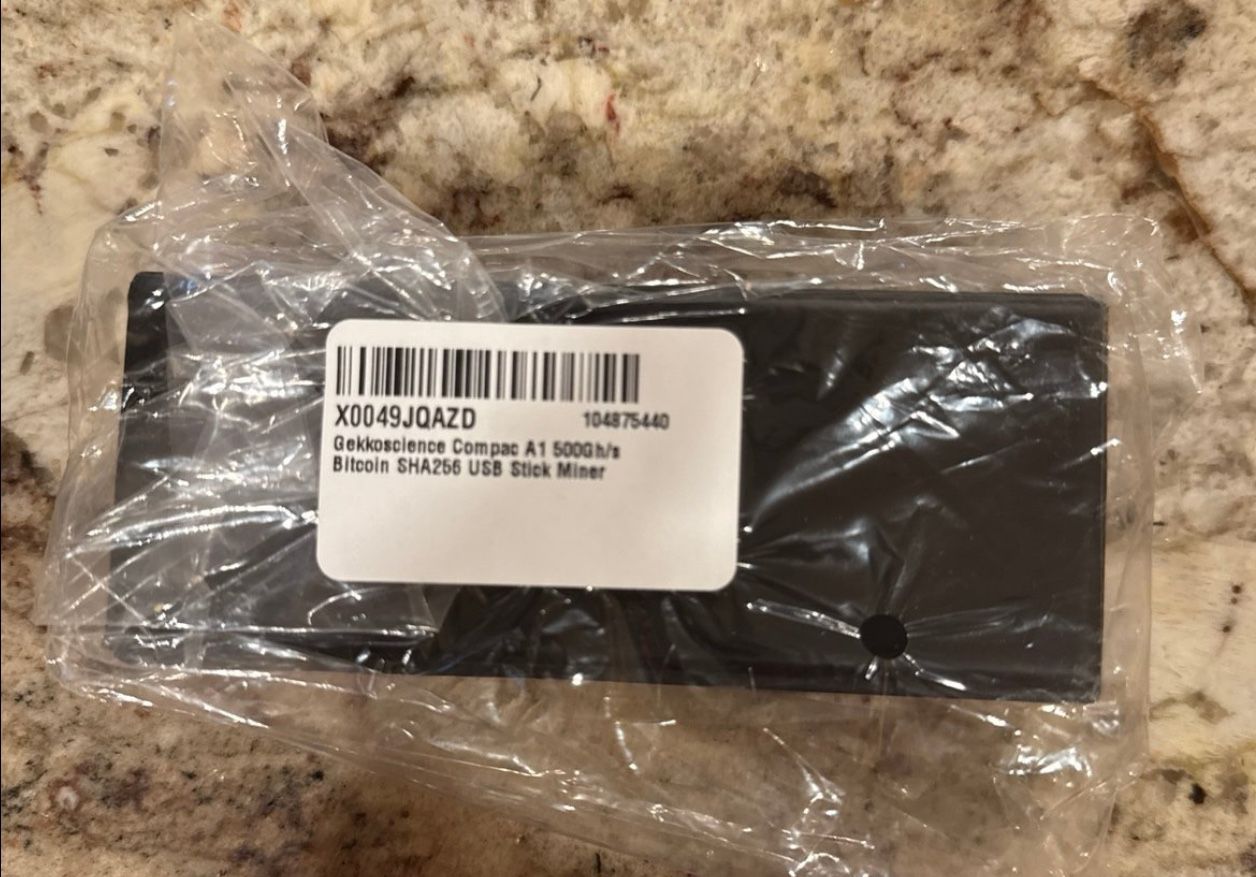 X0049JQAZD 104875440
Gekkoscience Compac A1 500Gh/s
Bitcoin SHA256 USB Stick Miner